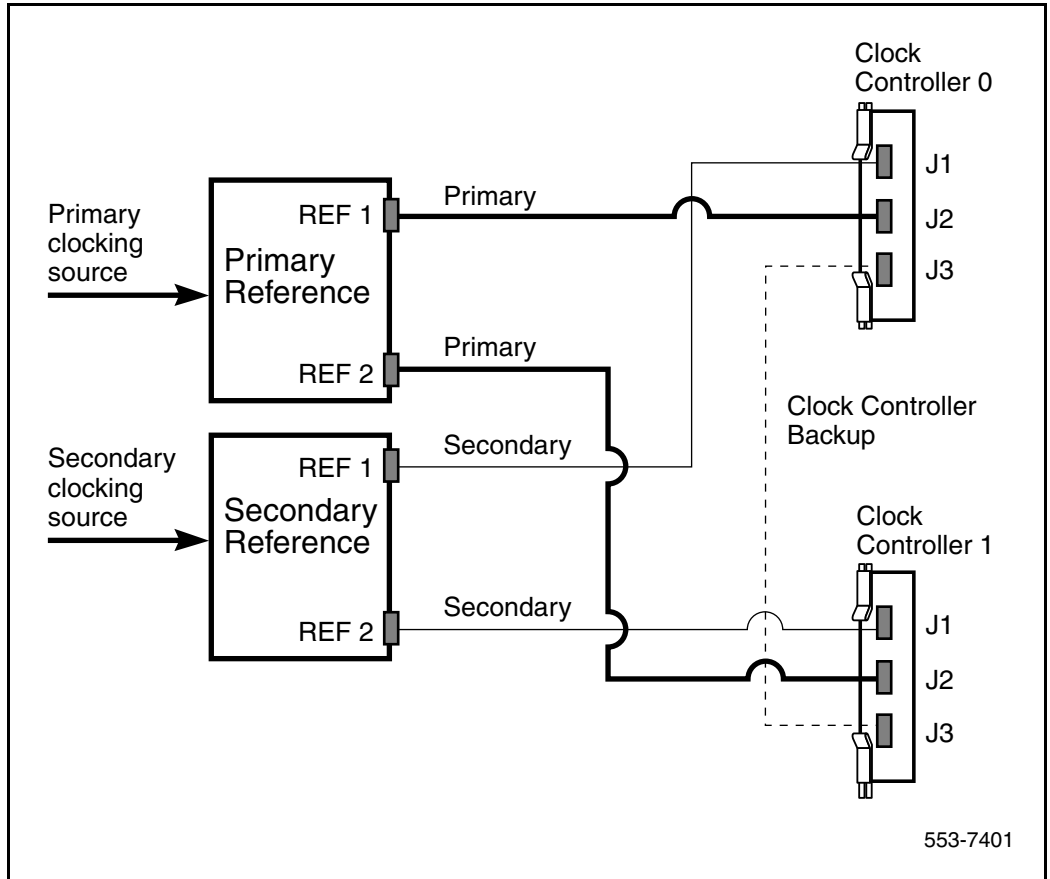 Clock
Controller 0
J1
J2
J3
Primary
clocking
source
REF 1
Primary
Reference
REF 2
Primary
Primary
Clock Controller
Backup
Secondary
clocking
source
REF 1
Secondary
Reference
REF 2
Secondary
Secondary
Clock
Controller 1
J1
J2
J3
553-7401